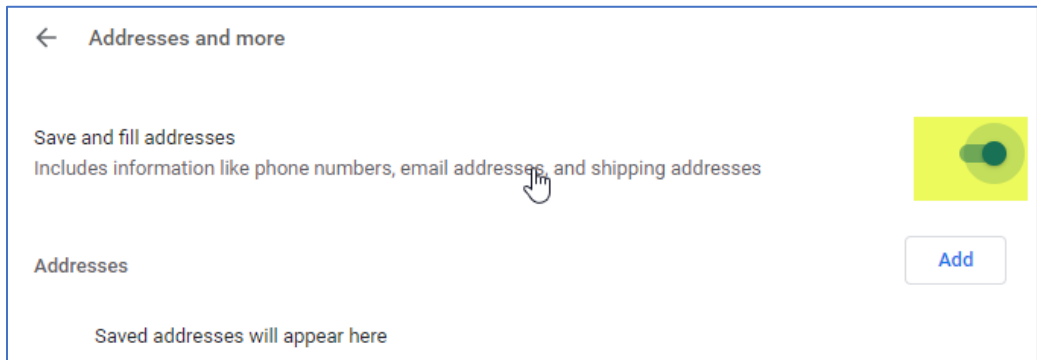 Addresses and more
Save and fill addresses
Includes information like phone numbers, email addresses, and shipping addresses
Addresses
Add
Saved addresses will appear here